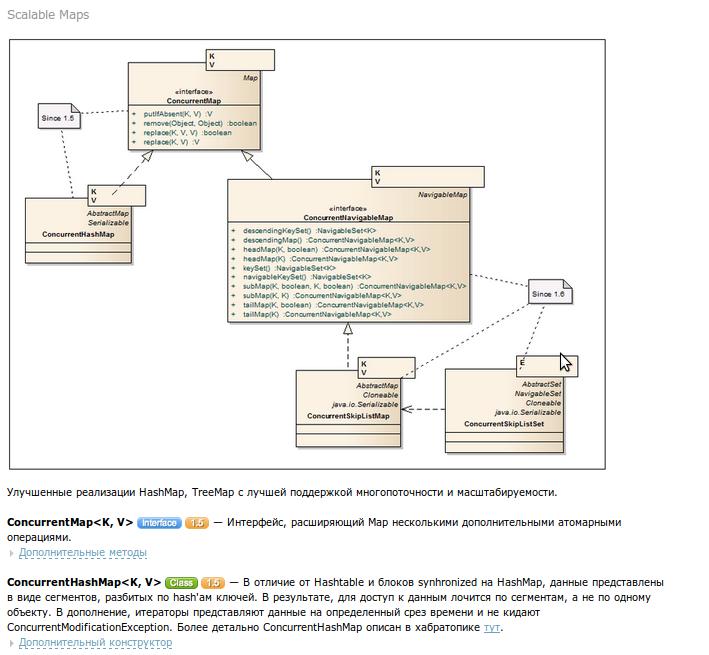 Scalable Maps
K
V
Map
«interface»
ConcurrentMap
+ putIfAbsent(K, V) :V
+ remove(Object, Object) :boolean
+ replace(K, V, V) :boolean
+ replace(K, V) :V
Since 1.5
K
V
AbstractMap
Serializable
ConcurrentHashMap
K
V
NavigableMap
«interface»
ConcurrentNavigableMap
+ descendingKeySet() :NavigableSet<K>
+ descendingMap() :ConcurrentNavigableMap<K,V>
+ headMap(K, boolean) :ConcurrentNavigableMap<K,V>
+ headMap(K) :ConcurrentNavigableMap<K,V>
+ keySet() :NavigableSet<K>
+ navigableKeySet() :NavigableSet<K>
+ subMap(K, boolean, K, boolean) :ConcurrentNavigableMap<K,V>
+ subMap(K, K) :ConcurrentNavigableMap<K,V>
+ tailMap(K, boolean) :ConcurrentNavigableMap<K,V>
+ tailMap(K) :ConcurrentNavigableMap<K,V>
Since 1.6
K
V
AbstractMap
Cloneable
java.io.Serializable
ConcurrentSkipListMap
E
AbstractSet
NavigableSet
Cloneable
java.io.Serializable
ConcurrentSkipListSet
Улучшенные реализации HashMap, TreeMap с лучшей поддержкой многопоточности и масштабируемости.
ConcurrentMap<K, V> Interface 1.5 — Интерфейс, расширяющий Map несколькими дополнительными атомарными
операциями.
Дополнительные методы
ConcurrentHashMap<K, V> Class 1.5 — В отличие от Hashtable и блоков synhronized на HashMap, данные представлены
в виде сегментов, разбитых по hash'ам ключей. В результате, для доступ к данным лочится по сегментам, а не по одному
объекту. В дополнение, итераторы представляют данные на определенный срез времени и не кидают
ConcurrentModificationException. Более детально ConcurrentHashMap описан в хабратопике тут.
Дополнительный конструктор